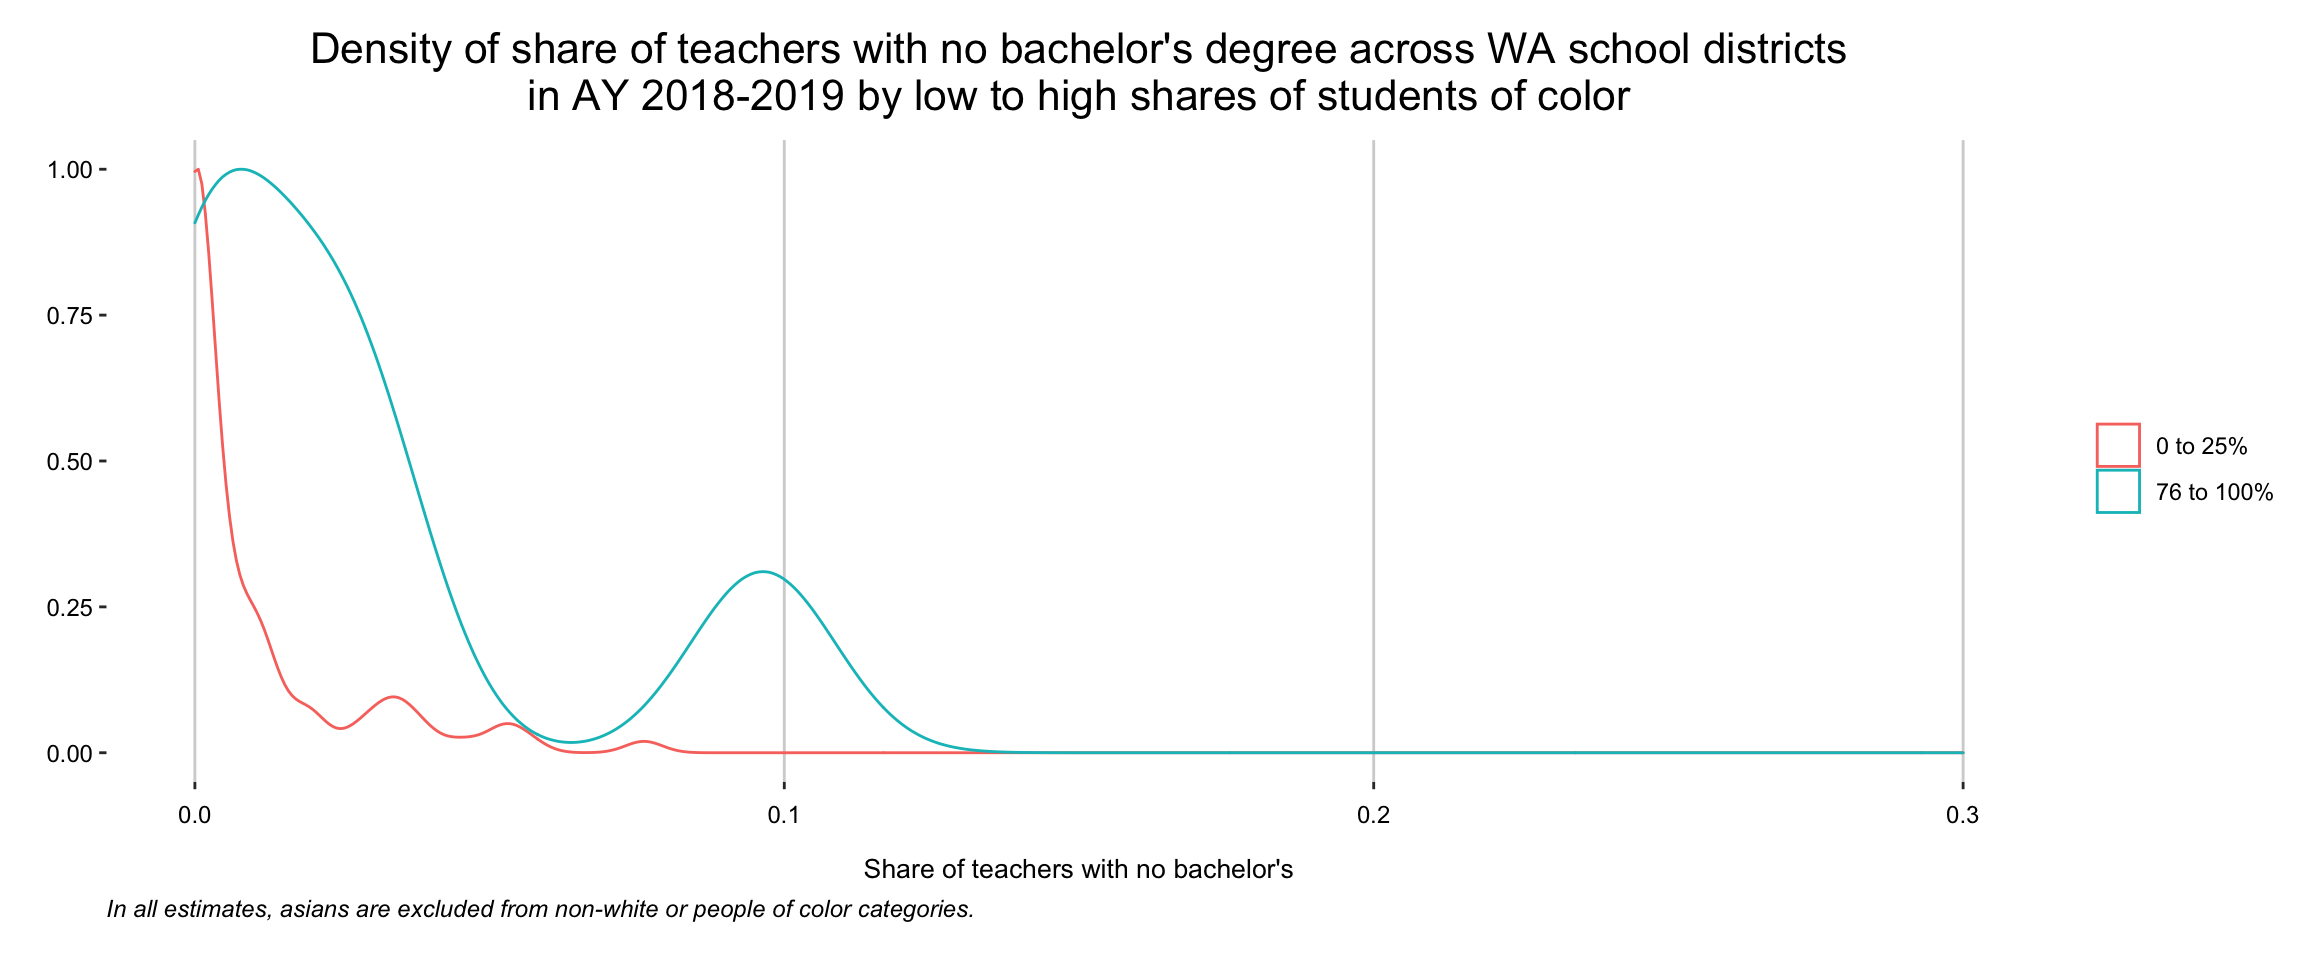 Density of share of teachers with no bachelor's degree across WA school districts
in AY 2018-2019 by low to high shares of students of color
1.00
0.75
0.50
0.25
0.00
0.0
0.1
0.2
0.3
Share of teachers with no bachelor's
0 to 25%
76 to 100%
In all estimates, asians are excluded from non-white or people of color categories.